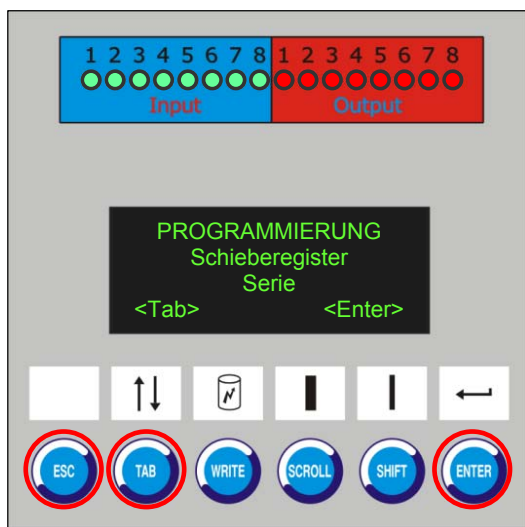 1 2 3 4 5 6 7 8 1 2 3 4 5 6 7 8
Input Output
PROGRAMMIERUNG
Schieberegister
Serie
<Tab> <Enter>
ESC TAB WRITE SCROLL SHIFT ENTER